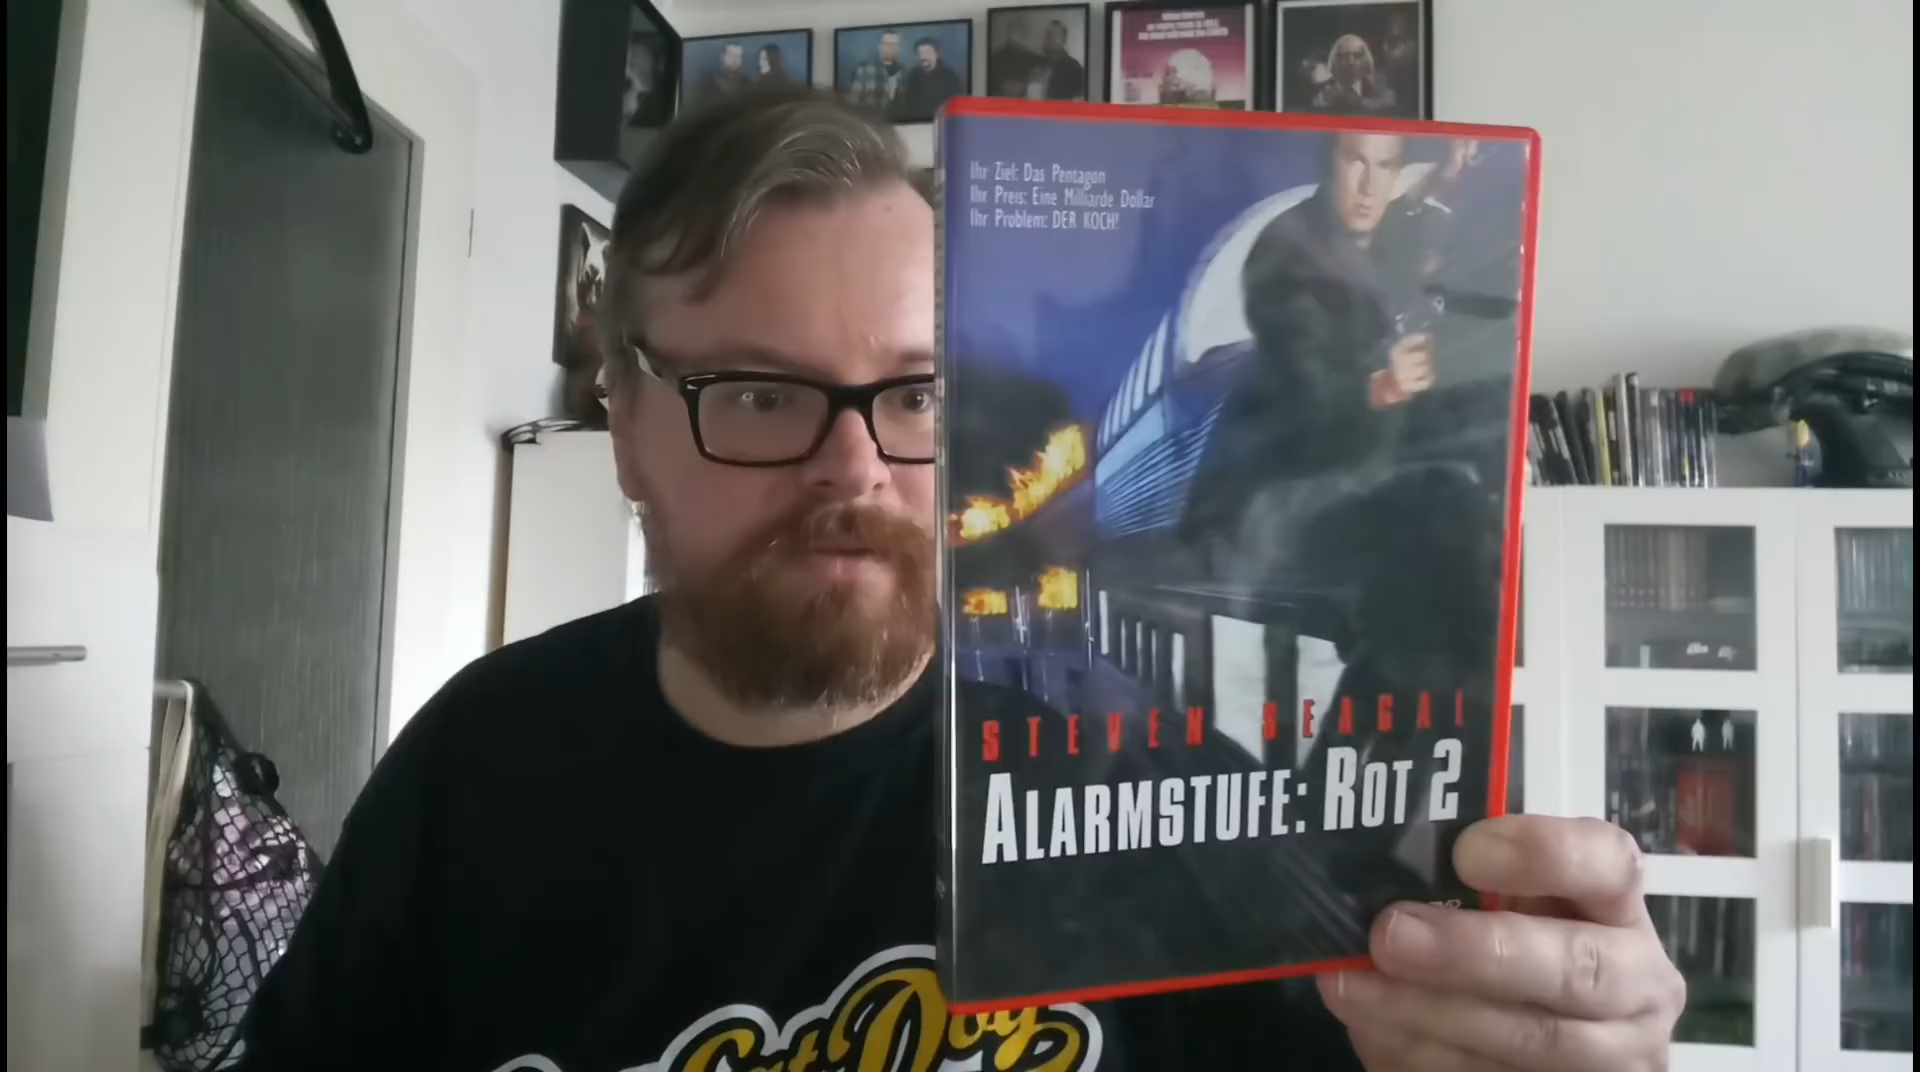 Ihr Ziel: Das Pentagon
Ihr Preis: Eine Milliarde Dollar
Ihr Problem: DER KOCH!
STEVEN SEAGAL
ALARMSTUFE: ROT 2